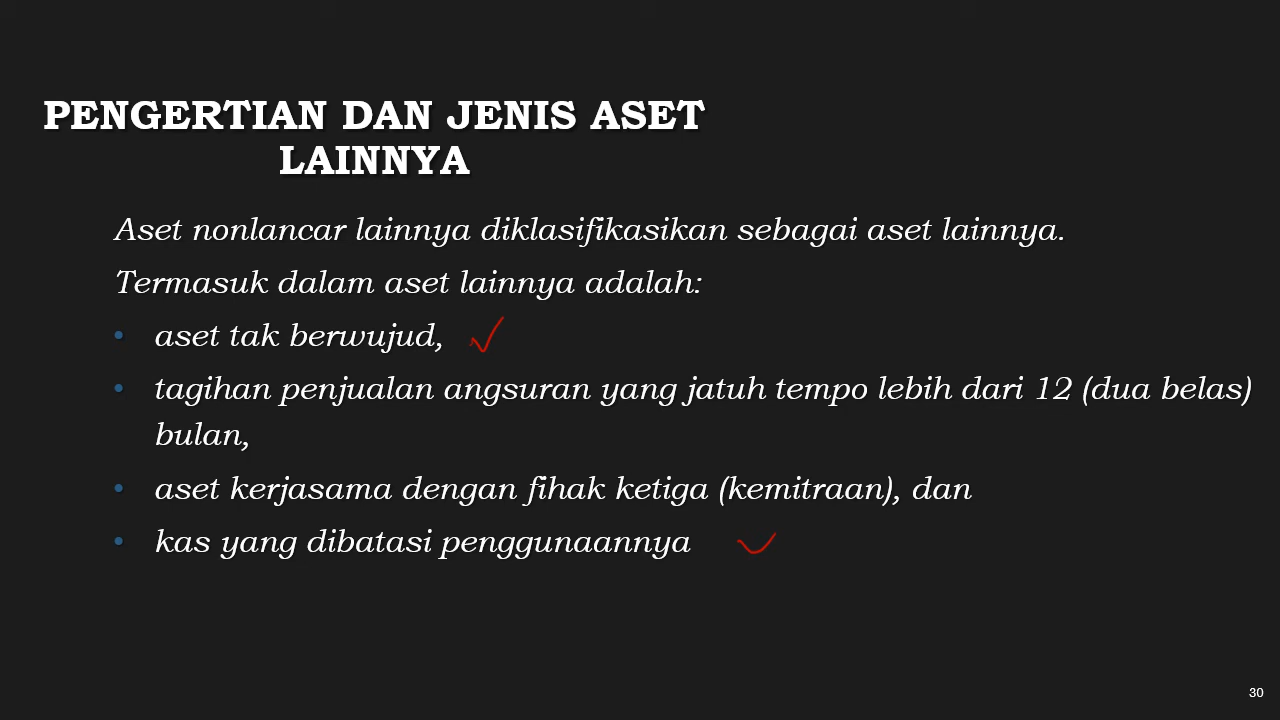 PENGERTIAN DAN JENIS ASET
LAINNYA
Aset nonlancar lainnya diklasifikasikan sebagai aset lainnya.
Termasuk dalam aset lainnya adalah:
• aset tak berwujud,
• tagihan penjualan angsuran yang jatuh tempo lebih dari 12 (dua belas)
bulan,
• aset kerjasama dengan fihak ketiga (kemitraan), dan
• kas yang dibatasi penggunaannya
30